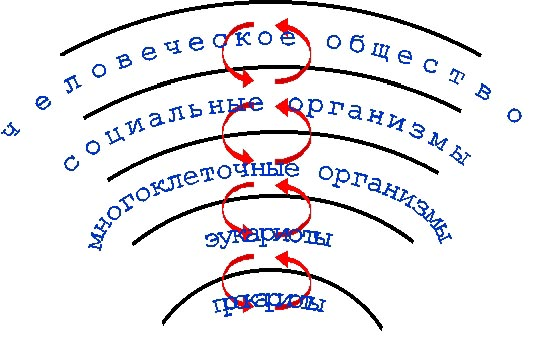 человеческое общество
социальные организмы
многоклеточные организмы
эукариоты
прокариоты